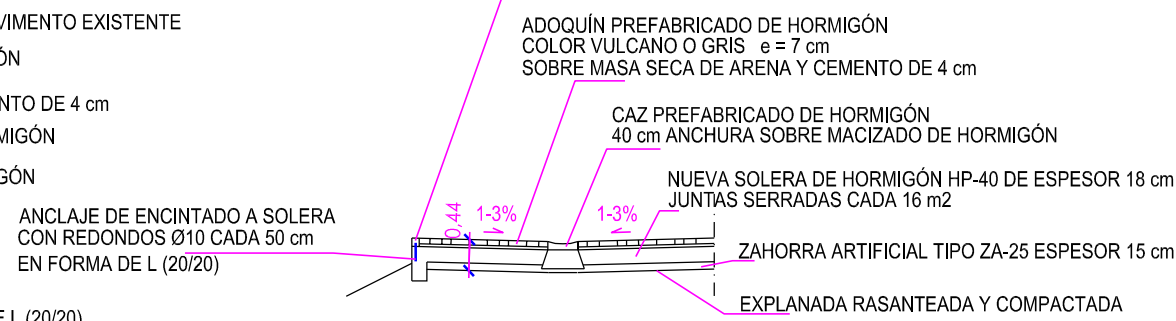 VIMENTO EXISTENTE
ÓN
NTO DE 4 cm
MIGÓN
GÓN
ADOQUÍN PREFABRICADO DE HORMIGÓN
COLOR VULCANO O GRIS e = 7 cm
SOBRE MASA SECA DE ARENA Y CEMENTO DE 4 cm
CAZ PREFABRICADO DE HORMIGÓN
40 cm ANCHURA SOBRE MACIZADO DE HORMIGÓN
NUEVA SOLERA DE HORMIGÓN HP-40 DE ESPESOR 18 cm
JUNTAS SERRADAS CADA 16 m2
ANCLAJE DE ENCINTADO A SOLERA
CON REDONDOS Ø10 CADA 50 cm
EN FORMA DE L (20/20)
0,44
1-3%
1-3%
ZAHORRA ARTIFICIAL TIPO ZA-25 ESPESOR 15 cm
EXPLANADA RASANTEADA Y COMPACTADA
E L (20/20)